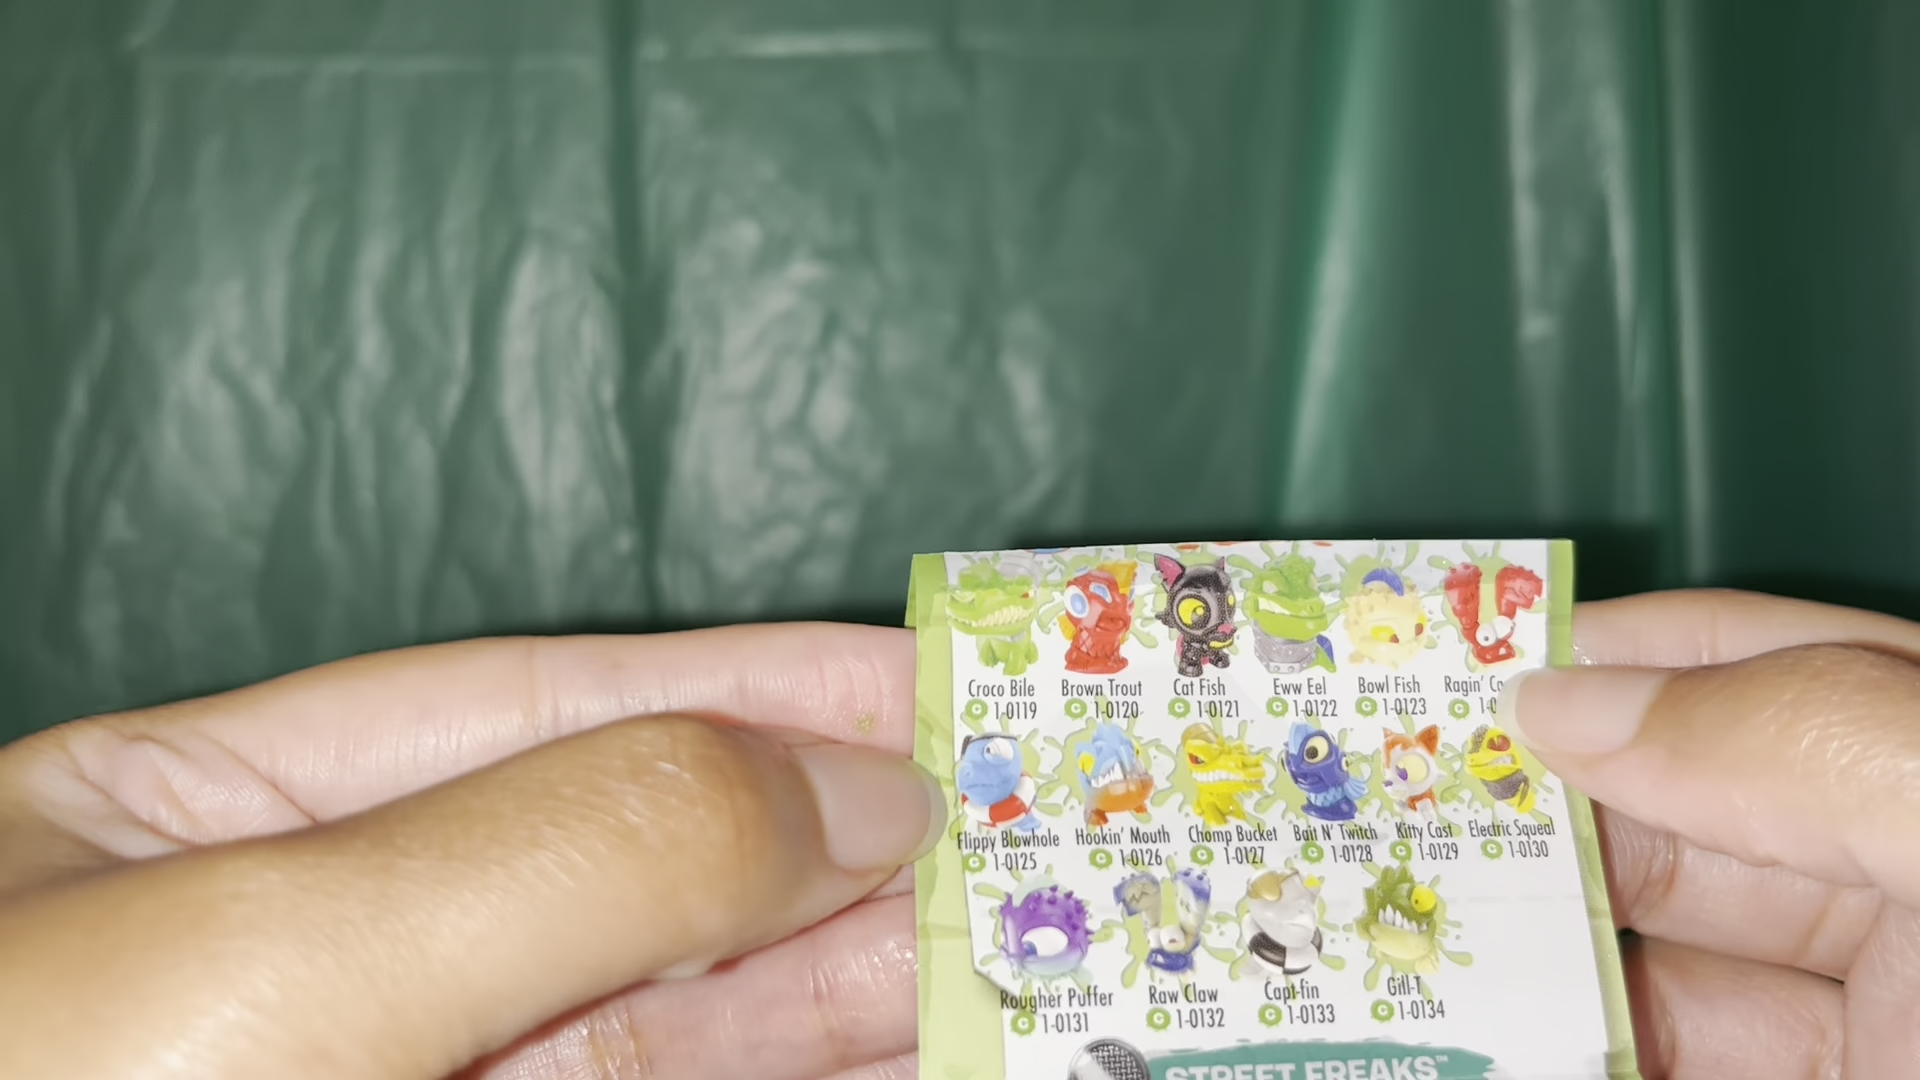 Croco Bile Brown Trout Cat Fish Eww Eel Bowl Fish Ragin'
C 1-0119 C 1-0120 C 1-0121 C 1-0122 C 1-0123 C
Flippy Blowhole Hookin' Mouth Chomp Bucket Bait N' Twitch Kitty Cast Electric Squeal
C 1-0125 C 1-0126 C 1-0127 C 1-0128 C 1-0129 C 1-0130
Rougher Puffer Raw Claw Capt-fin Gill-T
C 1-0131 C 1-0132 C 1-0133 C 1-0134
STREET FREAKS™